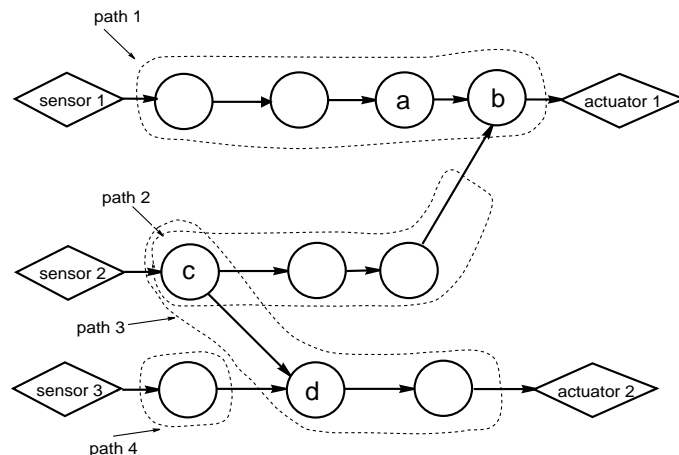 path 1
sensor 1
a
b
actuator 1
path 2
sensor 2
c
path 3
sensor 3
d
actuator 2
path 4